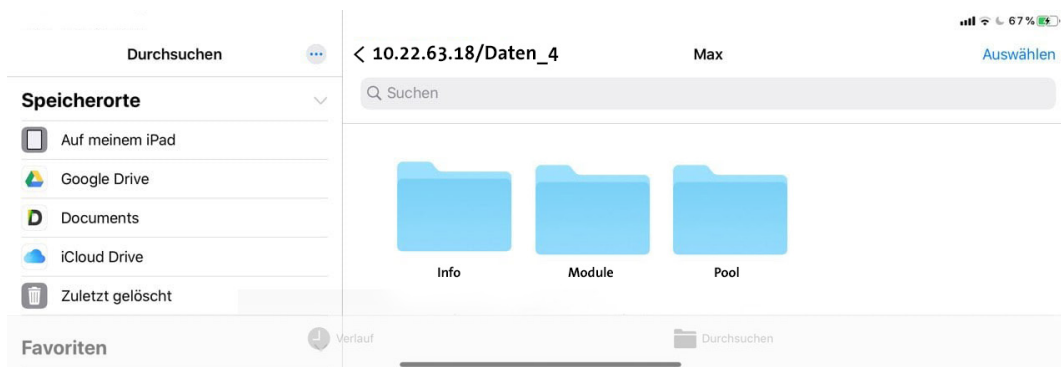 67 %
Durchsuchen
10.22.63.18/Daten_4
Max
Auswählen
Speicherorte
Suchen
Auf meinem iPad
Google Drive
Documents
iCloud Drive
Zuletzt gelöscht
Info
Module
Pool
Favoriten
Verlauf
Durchsuchen